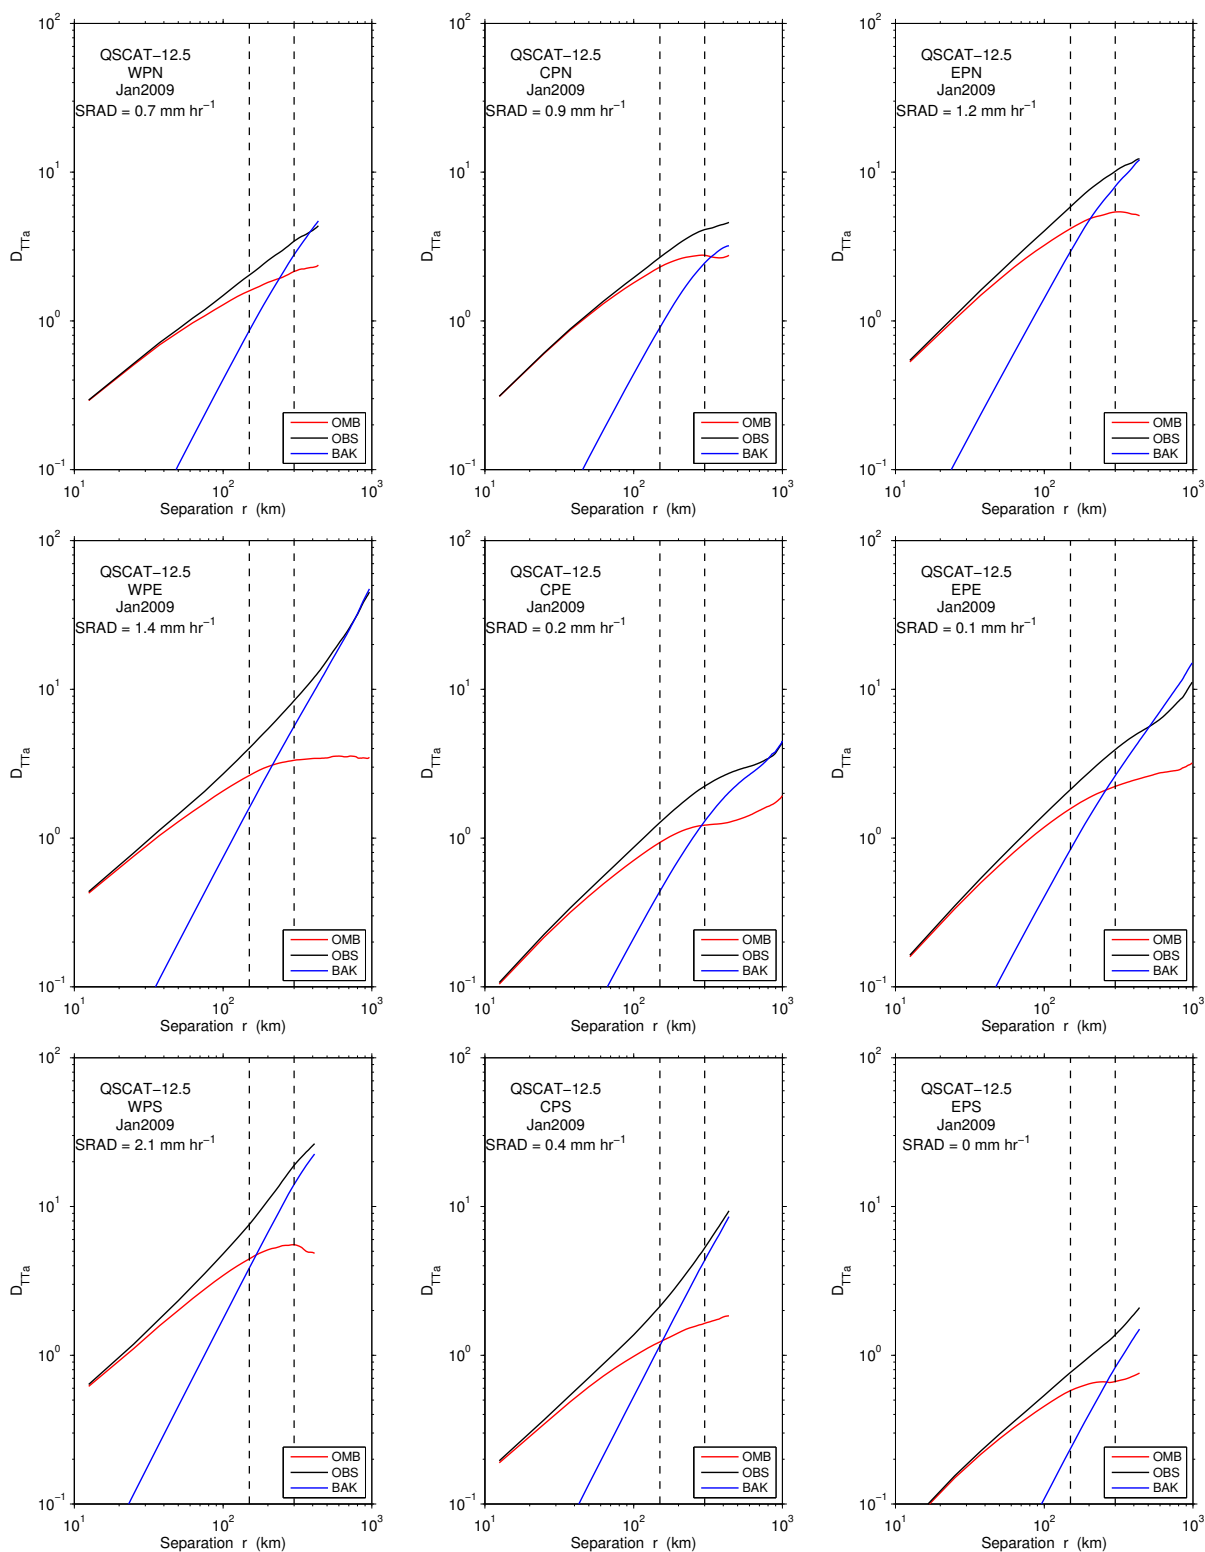 QSCAT−12.5
WPN
Jan2009
SRAD = 0.7 mm hr⁻¹
10²
10¹
10⁰
10⁻¹
D_TTa
OMB
OBS
BAK
10¹ 10² 10³
Separation r (km)
QSCAT−12.5
CPN
Jan2009
SRAD = 0.9 mm hr⁻¹
10²
10¹
10⁰
10⁻¹
D_TTa
OMB
OBS
BAK
10¹ 10² 10³
Separation r (km)
QSCAT−12.5
EPN
Jan2009
SRAD = 1.2 mm hr⁻¹
10²
10¹
10⁰
10⁻¹
D_TTa
OMB
OBS
BAK
10¹ 10² 10³
Separation r (km)
QSCAT−12.5
WPE
Jan2009
SRAD = 1.4 mm hr⁻¹
10²
10¹
10⁰
10⁻¹
D_TTa
OMB
OBS
BAK
10¹ 10² 10³
Separation r (km)
QSCAT−12.5
CPE
Jan2009
SRAD = 0.2 mm hr⁻¹
10²
10¹
10⁰
10⁻¹
D_TTa
OMB
OBS
BAK
10¹ 10² 10³
Separation r (km)
QSCAT−12.5
EPE
Jan2009
SRAD = 0.1 mm hr⁻¹
10²
10¹
10⁰
10⁻¹
D_TTa
OMB
OBS
BAK
10¹ 10² 10³
Separation r (km)
QSCAT−12.5
WPS
Jan2009
SRAD = 2.1 mm hr⁻¹
10²
10¹
10⁰
10⁻¹
D_TTa
OMB
OBS
BAK
10¹ 10² 10³
Separation r (km)
QSCAT−12.5
CPS
Jan2009
SRAD = 0.4 mm hr⁻¹
10²
10¹
10⁰
10⁻¹
D_TTa
OMB
OBS
BAK
10¹ 10² 10³
Separation r (km)
QSCAT−12.5
EPS
Jan2009
SRAD = 0 mm hr⁻¹
10²
10¹
10⁰
10⁻¹
D_TTa
OMB
OBS
BAK
10¹ 10² 10³
Separation r (km)